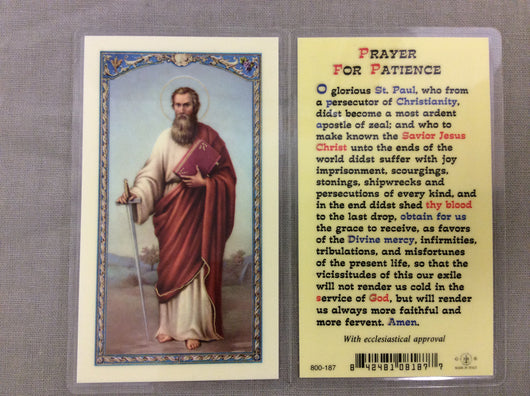 PRAYER
FOR PATIENCE
O glorious St. Paul, who from
a persecutor of Christianity,
didst become a most ardent
apostle of zeal; and who to
make known the Savior Jesus
Christ unto the ends of the
world didst suffer with joy
imprisonment, scourgings,
stonings, shipwrecks and
persecutions of every kind, and
in the end didst shed thy blood
to the last drop, obtain for us
the grace to receive, as favors
of the Divine mercy, infirmities,
tribulations, and misfortunes
of the present life, so that the
vicissitudes of this our exile
will not render us cold in the
service of God, but will render
us always more faithful and
more fervent. Amen.
With ecclesiastical approval
800-187
8 42481 08187 7